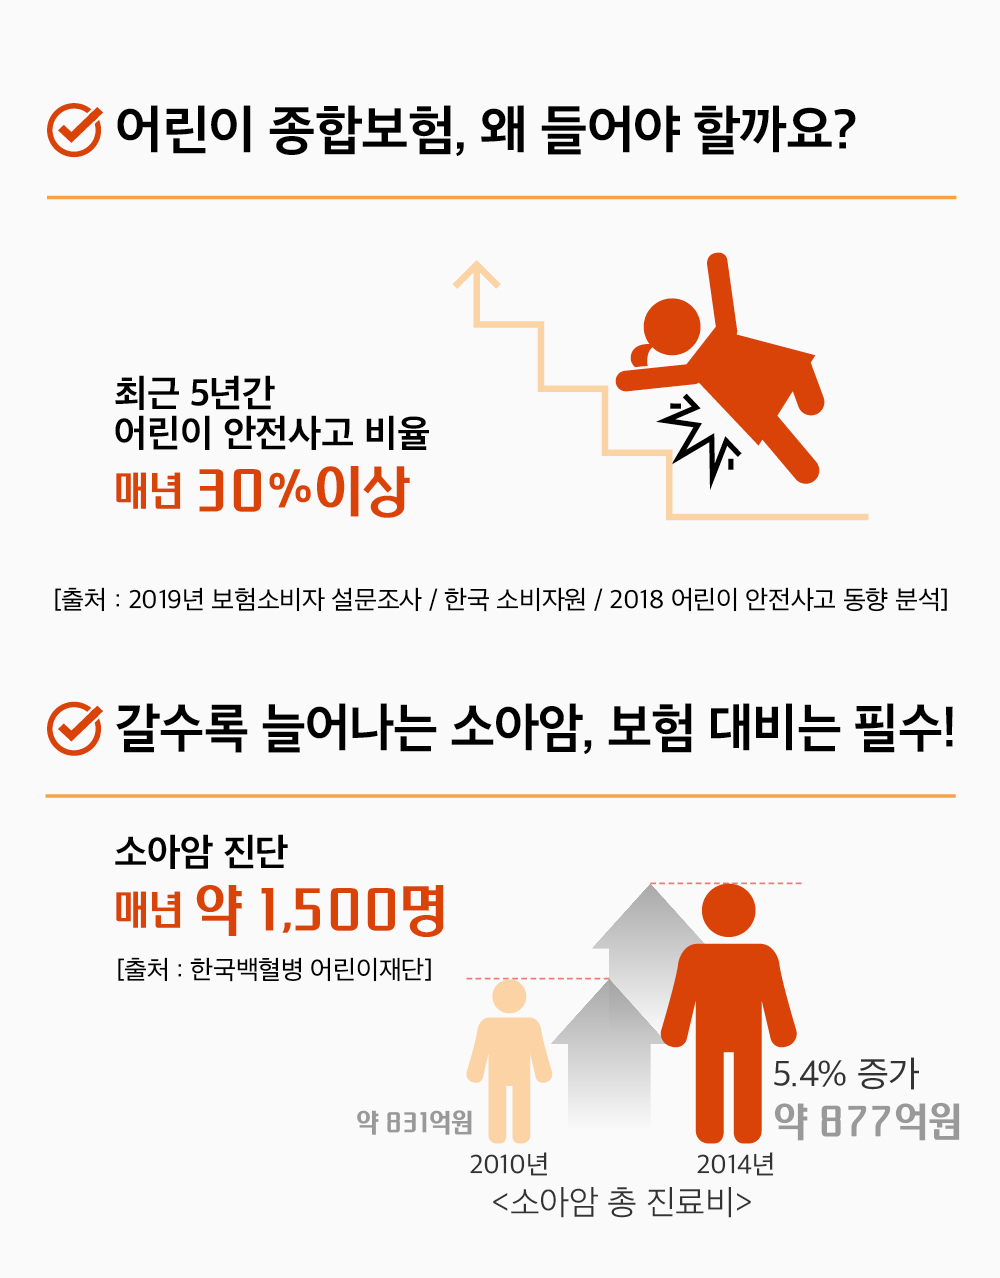 어린이 종합보험, 왜 들어야 할까요?
최근 5년간
어린이 안전사고 비율
매년 30%이상
[출처 : 2019년 보험소비자 설문조사 / 한국 소비자원 / 2018 어린이 안전사고 동향 분석]
갈수록 늘어나는 소아암, 보험 대비는 필수!
소아암 진단
매년 약 1,500명
[출처 : 한국백혈병 어린이재단]
5.4% 증가
약 831억원
약 877억원
2010년
2014년
<소아암 총 진료비>